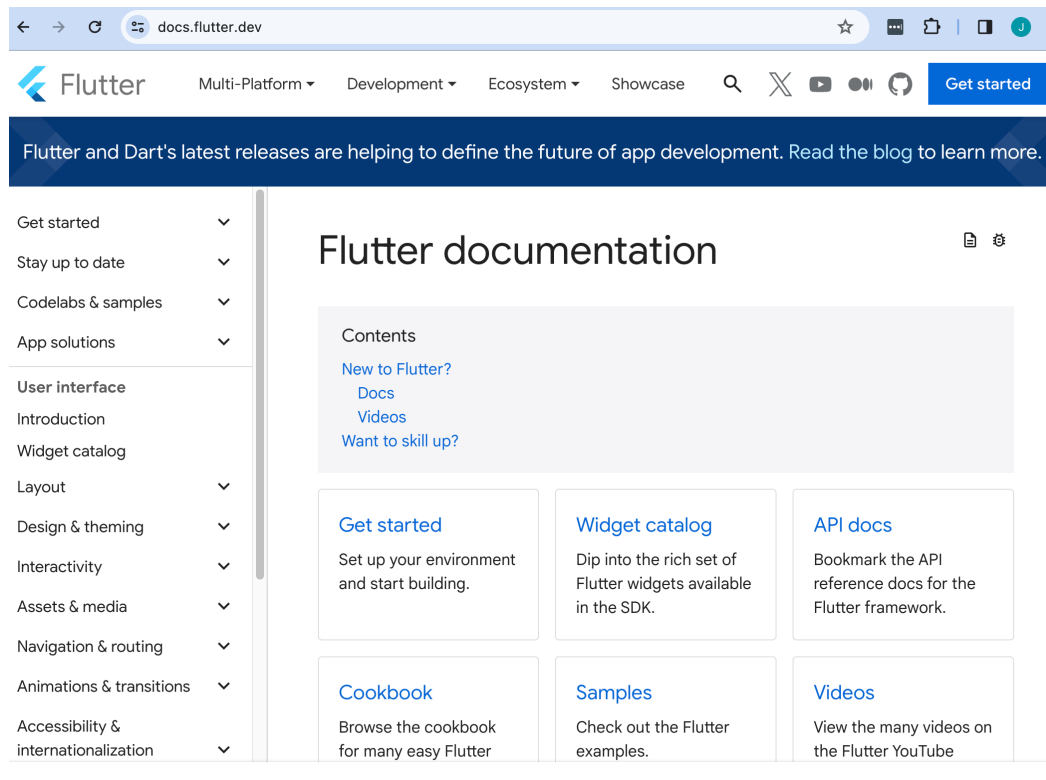 docs.flutter.dev
J
Flutter
Multi-Platform
Development
Ecosystem
Showcase
Get started
Flutter and Dart's latest releases are helping to define the future of app development. Read the blog to learn more.
Get started
Stay up to date
Codelabs & samples
App solutions
User interface
Introduction
Widget catalog
Layout
Design & theming
Interactivity
Assets & media
Navigation & routing
Animations & transitions
Accessibility &
internationalization
Flutter documentation
Contents
New to Flutter?
Docs
Videos
Want to skill up?
Get started
Set up your environment
and start building.
Widget catalog
Dip into the rich set of
Flutter widgets available
in the SDK.
API docs
Bookmark the API
reference docs for the
Flutter framework.
Cookbook
Browse the cookbook
for many easy Flutter
Samples
Check out the Flutter
examples.
Videos
View the many videos on
the Flutter YouTube